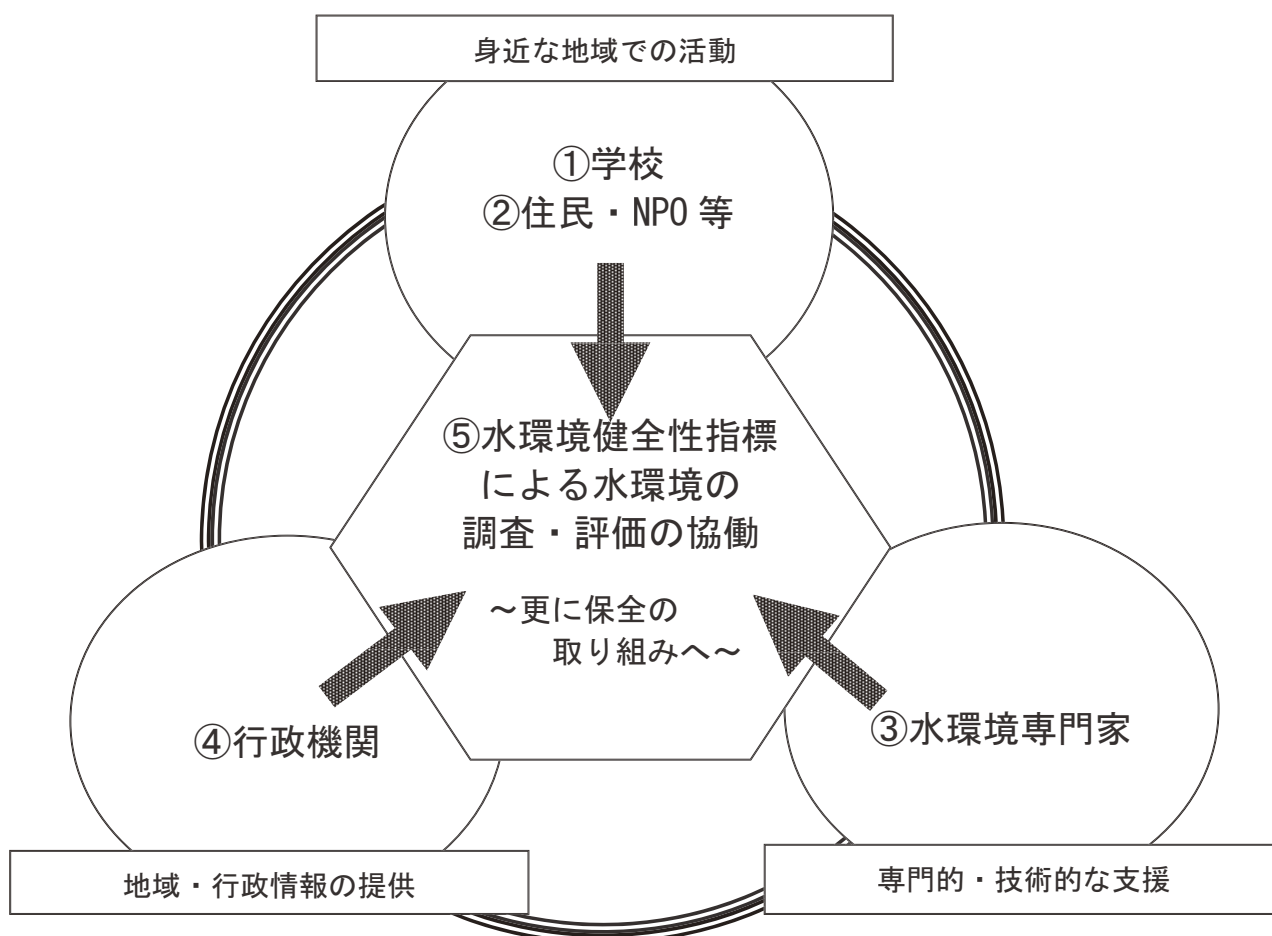 身近な地域での活動
①学校
②住民・NPO 等
⑤水環境健全性指標
による水環境の
調査・評価の協働
～更に保全の
取り組みへ～
④行政機関
③水環境専門家
地域・行政情報の提供
専門的・技術的な支援